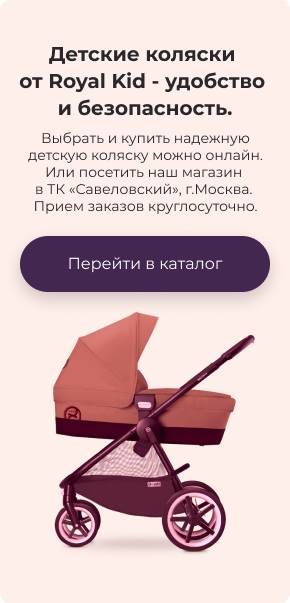 Детские коляски
от Royal Kid - удобство
и безопасность.
Выбрать и купить надежную
детскую коляску можно онлайн.
Или посетить наш магазин
в ТК «Савеловский», г.Москва.
Прием заказов круглосуточно.
Перейти в каталог